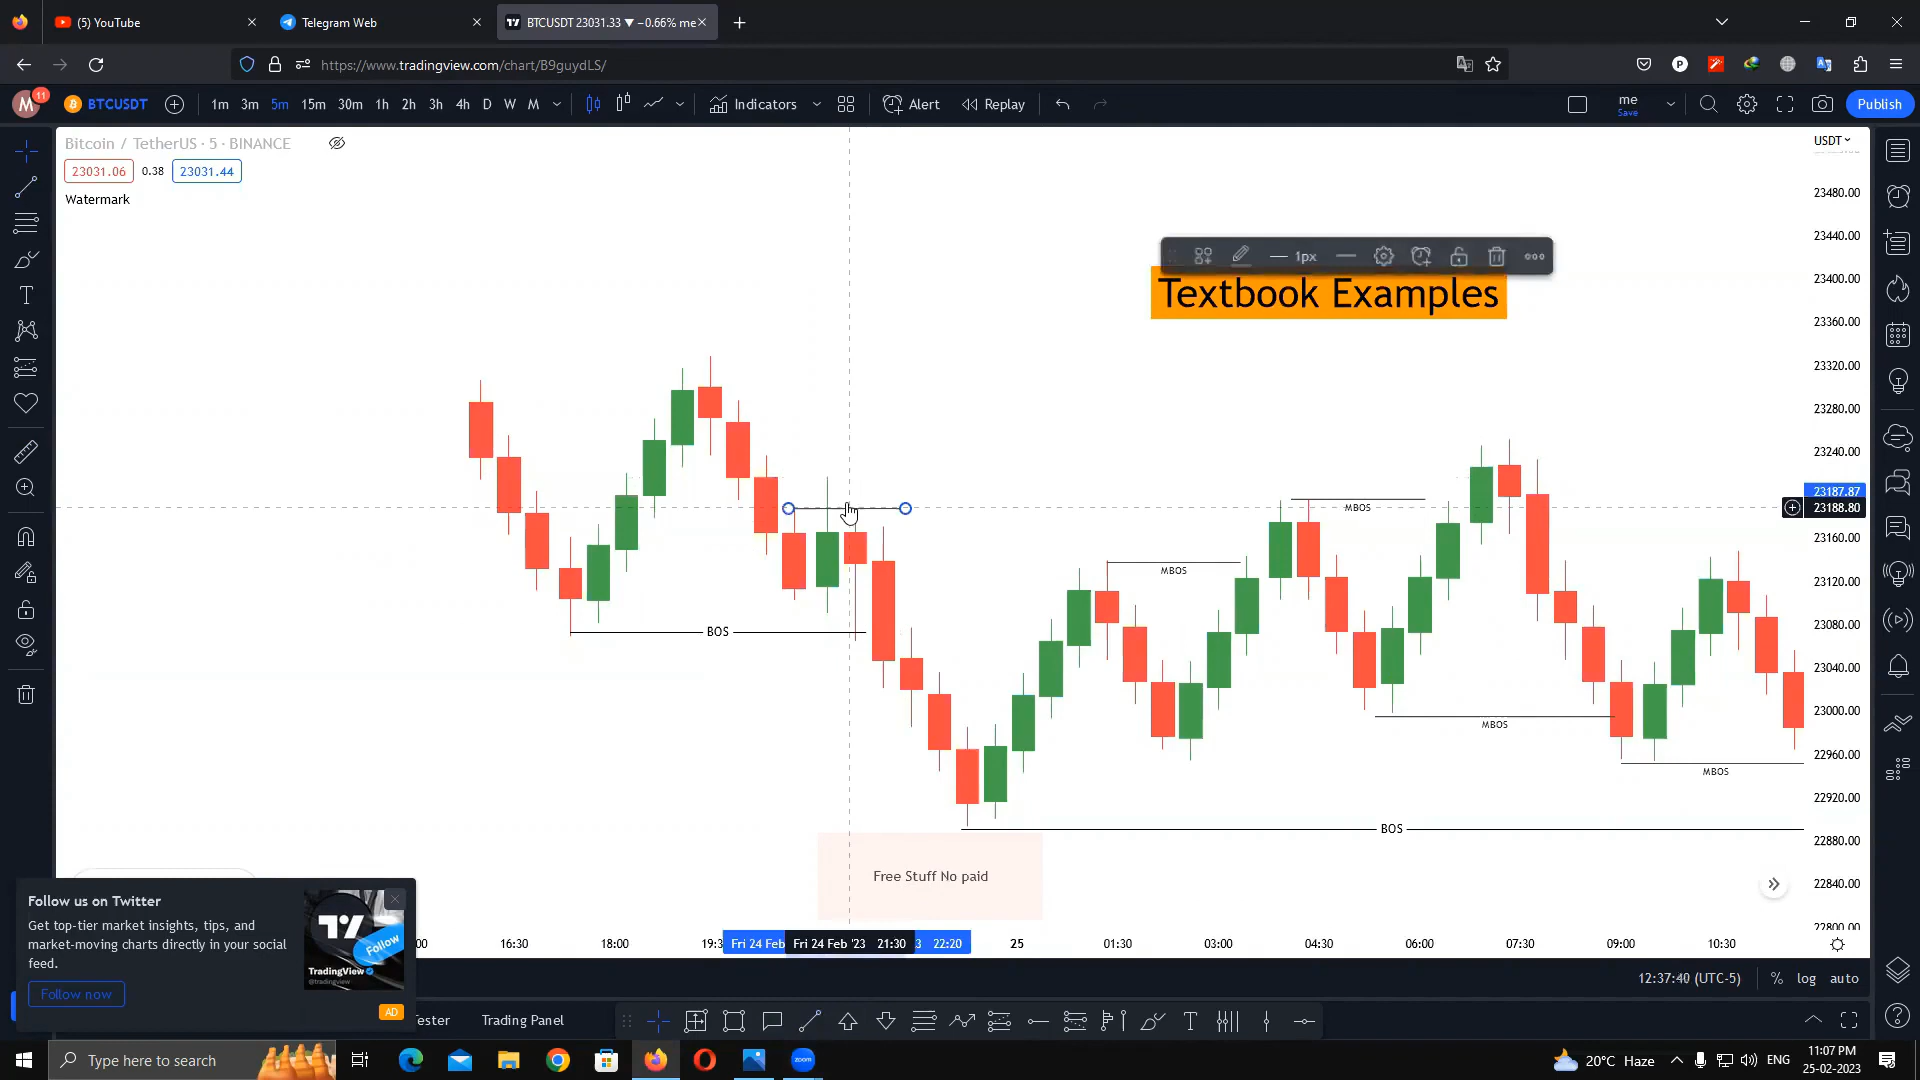 (5) YouTube
Telegram Web
BTCUSDT 23031.33 ▼ −0.66% me
https://www.tradingview.com/chart/B9guydLS/
M 11
BTCUSDT 1m 3m 5m 15m 30m 1h 2h 3h 4h D W M Indicators Alert Replay me Publish
Save
Bitcoin / TetherUS · 5 · BINANCE
USDT
23031.06 0.38 23031.44
Watermark
1px
Textbook Examples
23480.00
23440.00
23400.00
23360.00
23320.00
23280.00
23240.00
23187.87
23188.80
23160.00
23120.00
23080.00
23040.00
23000.00
22960.00
22920.00
22880.00
22840.00
22800.00
MBOS
MBOS
BOS
MBOS
MBOS
BOS
Free Stuff No paid
Follow us on Twitter
Get top-tier market insights, tips, and
market-moving charts directly in your social
feed.
Follow now
Follow
TradingView
@tradingview
AD
16:30 18:00 19:3 Fri 24 Feb Fri 24 Feb '23 21:30 3 22:20 25 01:30 03:00 04:30 06:00 07:30 09:00 10:30
12:37:40 (UTC-5) % log auto
Trading Panel
Type here to search
zoom
20°C Haze
ENG
11:07 PM
25-02-2023